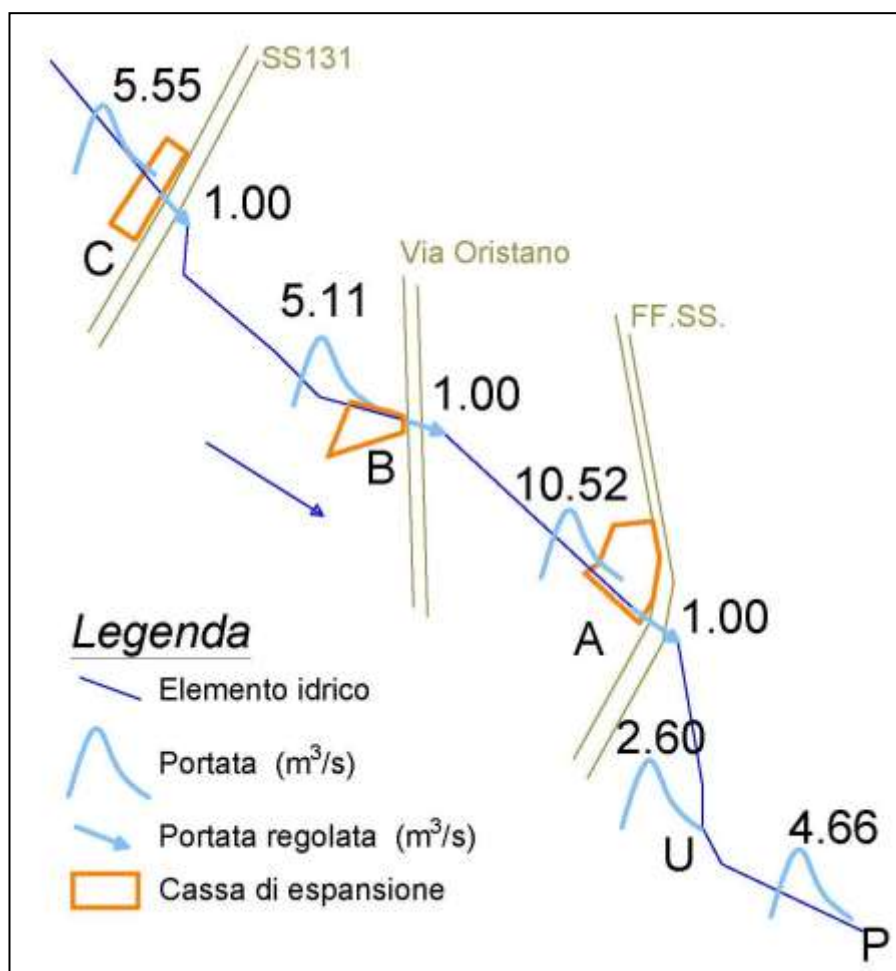 SS131
5.55
1.00
C
Via Oristano
5.11
FF.SS.
1.00
B
10.52
A
1.00
Legenda
Elemento idrico
2.60
Portata (m³/s)
Portata regolata (m³/s)
U
4.66
Cassa di espansione
P